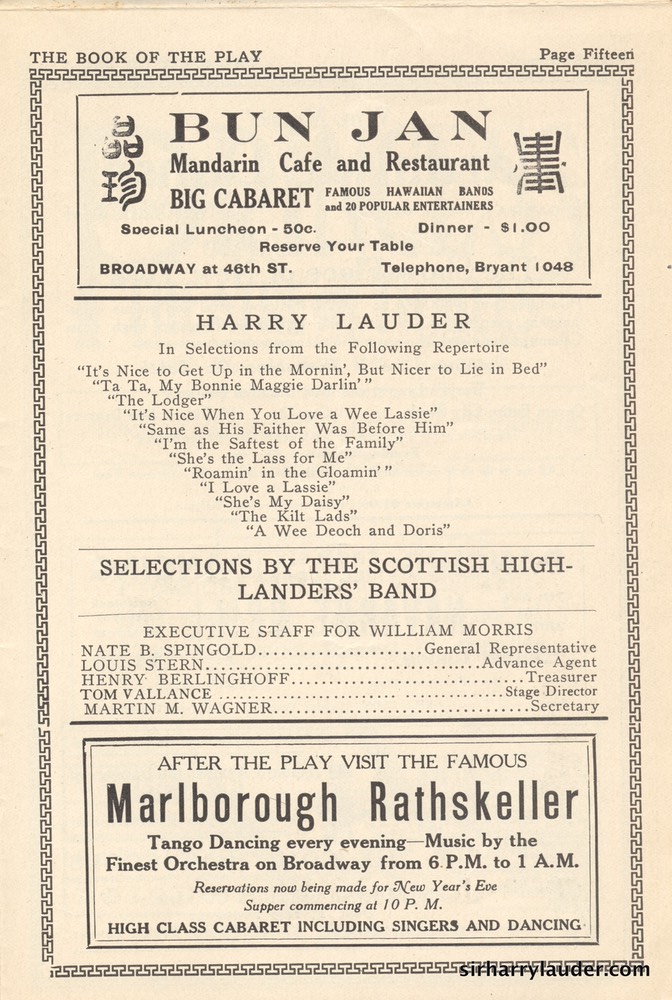 THE BOOK OF THE PLAY Page Fifteen
BUN JAN
Mandarin Cafe and Restaurant
BIG CABARET FAMOUS HAWAIIAN BANDS
and 20 POPULAR ENTERTAINERS
Special Luncheon - 50c. Dinner - $1.00
Reserve Your Table
BROADWAY at 46th ST. Telephone, Bryant 1048
HARRY LAUDER
In Selections from the Following Repertoire
“It’s Nice to Get Up in the Mornin’, But Nicer to Lie in Bed”
“Ta Ta, My Bonnie Maggie Darlin’”
“The Lodger”
“It’s Nice When You Love a Wee Lassie”
“Same as His Faither Was Before Him”
“I’m the Saftest of the Family”
“She’s the Lass for Me”
“Roamin’ in the Gloamin’”
“I Love a Lassie”
“She’s My Daisy”
“The Kilt Lads”
“A Wee Deoch and Doris”
SELECTIONS BY THE SCOTTISH HIGH-
LANDERS’ BAND
EXECUTIVE STAFF FOR WILLIAM MORRIS
NATE B. SPINGOLD.....................General Representative
LOUIS STERN...................................Advance Agent
HENRY BERLINGHOFF..............................Treasurer
TOM VALLANCE ....................................Stage Director
MARTIN M. WAGNER.................................Secretary
AFTER THE PLAY VISIT THE FAMOUS
Marlborough Rathskeller
Tango Dancing every evening—Music by the
Finest Orchestra on Broadway from 6 P.M. to 1 A.M.
Reservations now being made for New Year’s Eve
Supper commencing at 10 P. M.
HIGH CLASS CABARET INCLUDING SINGERS AND DANCING
sirharrylauder.com